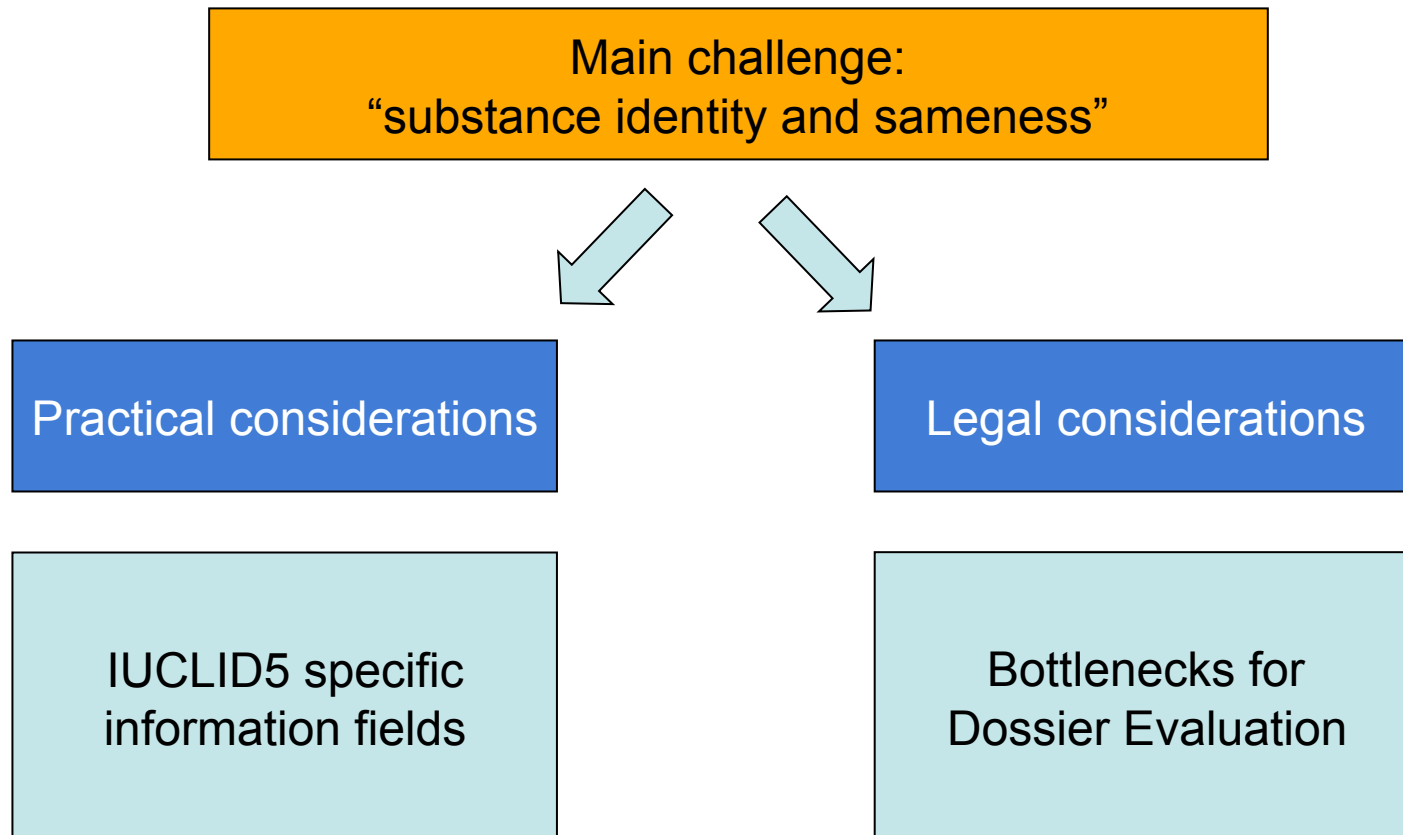 Main challenge:
“substance identity and sameness”
Practical considerations
Legal considerations
IUCLID5 specific
information fields
Bottlenecks for
Dossier Evaluation